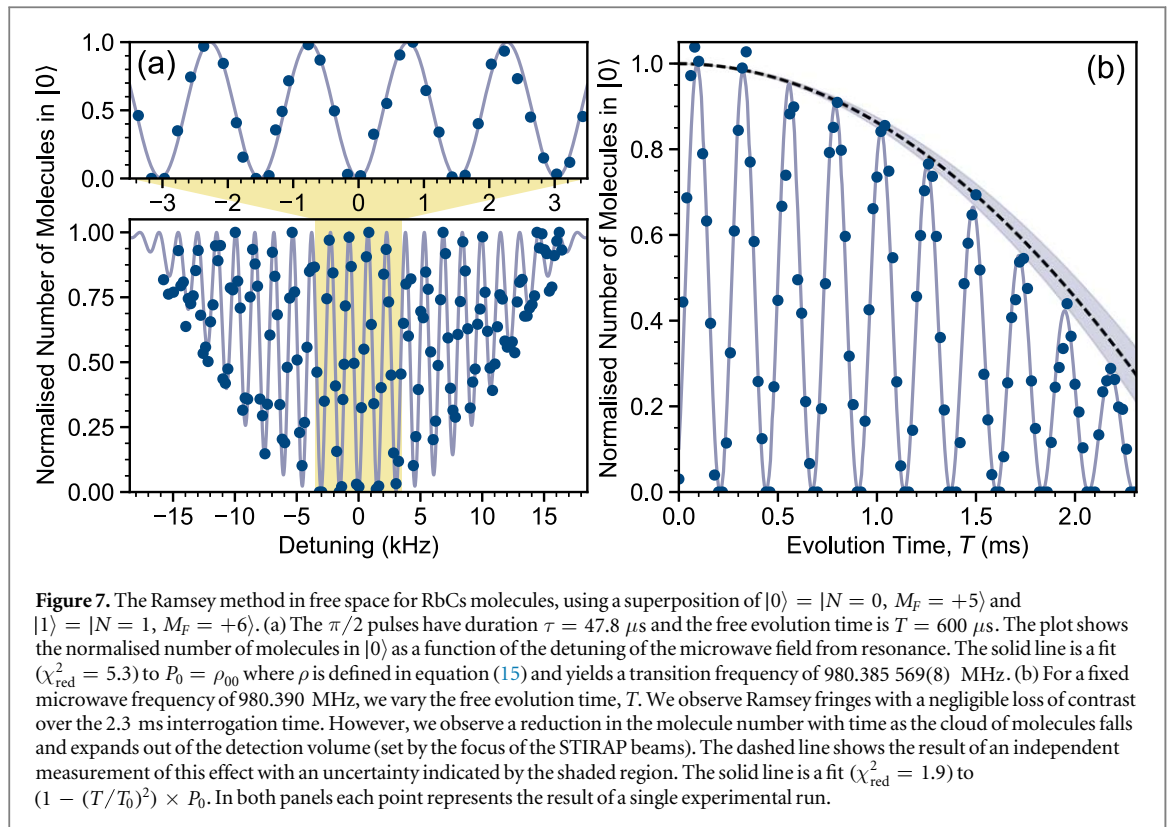 Normalised Number of Molecules in |0⟩
(a)
1.0
0.5
0.0
−3 −2 −1 0 1 2 3
1.00
0.75
0.50
0.25
0.00
−15 −10 −5 0 5 10 15
Detuning (kHz)
Normalised Number of Molecules in |0⟩
(b)
1.0
0.8
0.6
0.4
0.2
0.0
0.0 0.5 1.0 1.5 2.0
Evolution Time, T (ms)
Figure 7. The Ramsey method in free space for RbCs molecules, using a superposition of |0⟩ = |N = 0, M_F = +5⟩ and
|1⟩ = |N = 1, M_F = +6⟩. (a) The π/2 pulses have duration τ = 47.8 μs and the free evolution time is T = 600 μs. The plot shows
the normalised number of molecules in |0⟩ as a function of the detuning of the microwave field from resonance. The solid line is a fit
(χ²_red = 5.3) to P₀ = ρ₀₀ where ρ is defined in equation (15) and yields a transition frequency of 980.385 569(8) MHz. (b) For a fixed
microwave frequency of 980.390 MHz, we vary the free evolution time, T. We observe Ramsey fringes with a negligible loss of contrast
over the 2.3 ms interrogation time. However, we observe a reduction in the molecule number with time as the cloud of molecules falls
and expands out of the detection volume (set by the focus of the STIRAP beams). The dashed line shows the result of an independent
measurement of this effect with an uncertainty indicated by the shaded region. The solid line is a fit (χ²_red = 1.9) to
(1 − (T/T₀)²) × P₀. In both panels each point represents the result of a single experimental run.